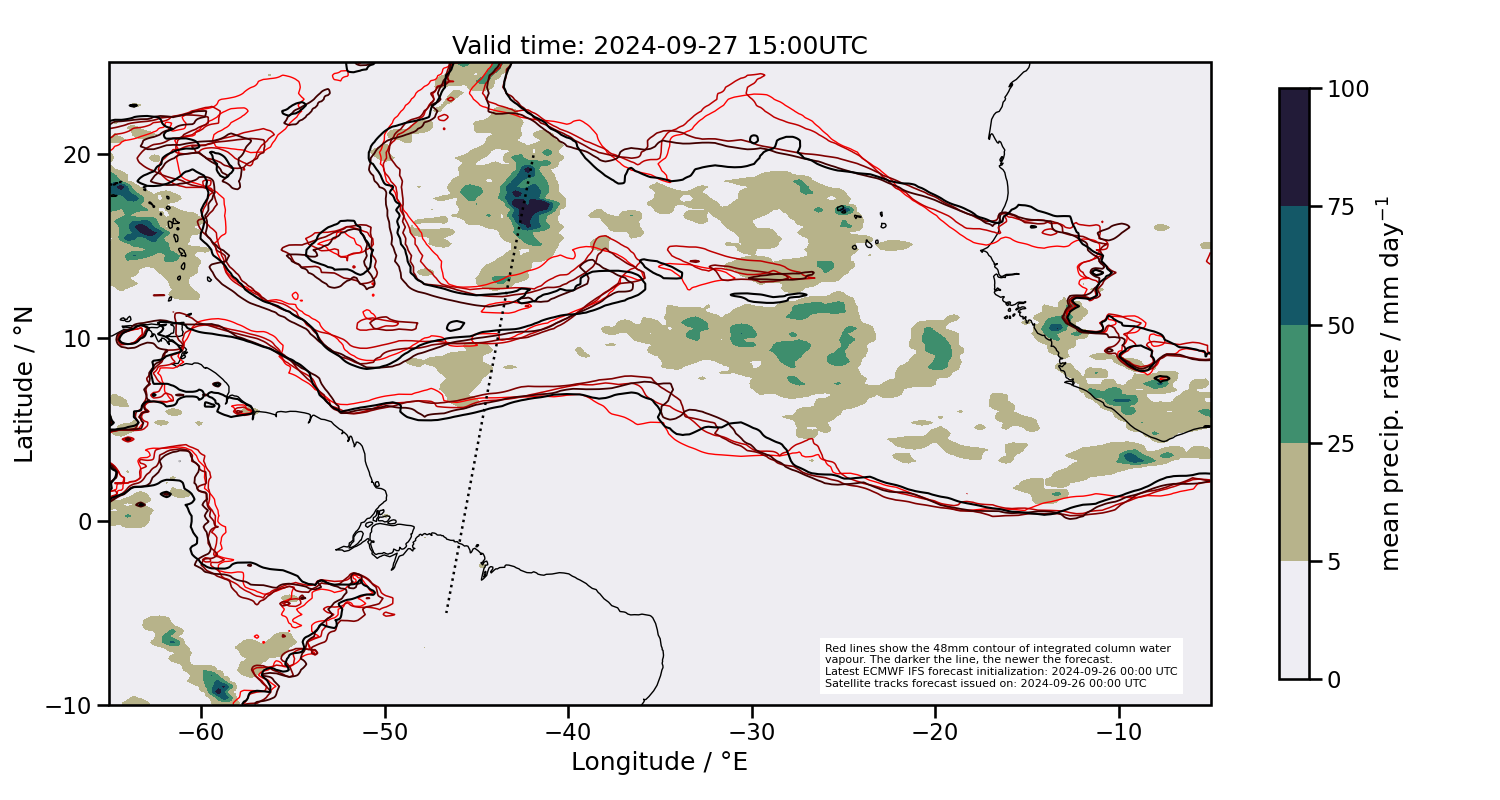 Valid time: 2024-09-27 15:00UTC
Latitude / °N
20
10
0
−10
−60
−50
−40
−30
−20
−10
Longitude / °E
Red lines show the 48mm contour of integrated column water
vapour. The darker the line, the newer the forecast.
Latest ECMWF IFS forecast initialization: 2024-09-26 00:00 UTC
Satellite tracks forecast issued on: 2024-09-26 00:00 UTC
100
75
50
25
5
0
mean precip. rate / mm day⁻¹